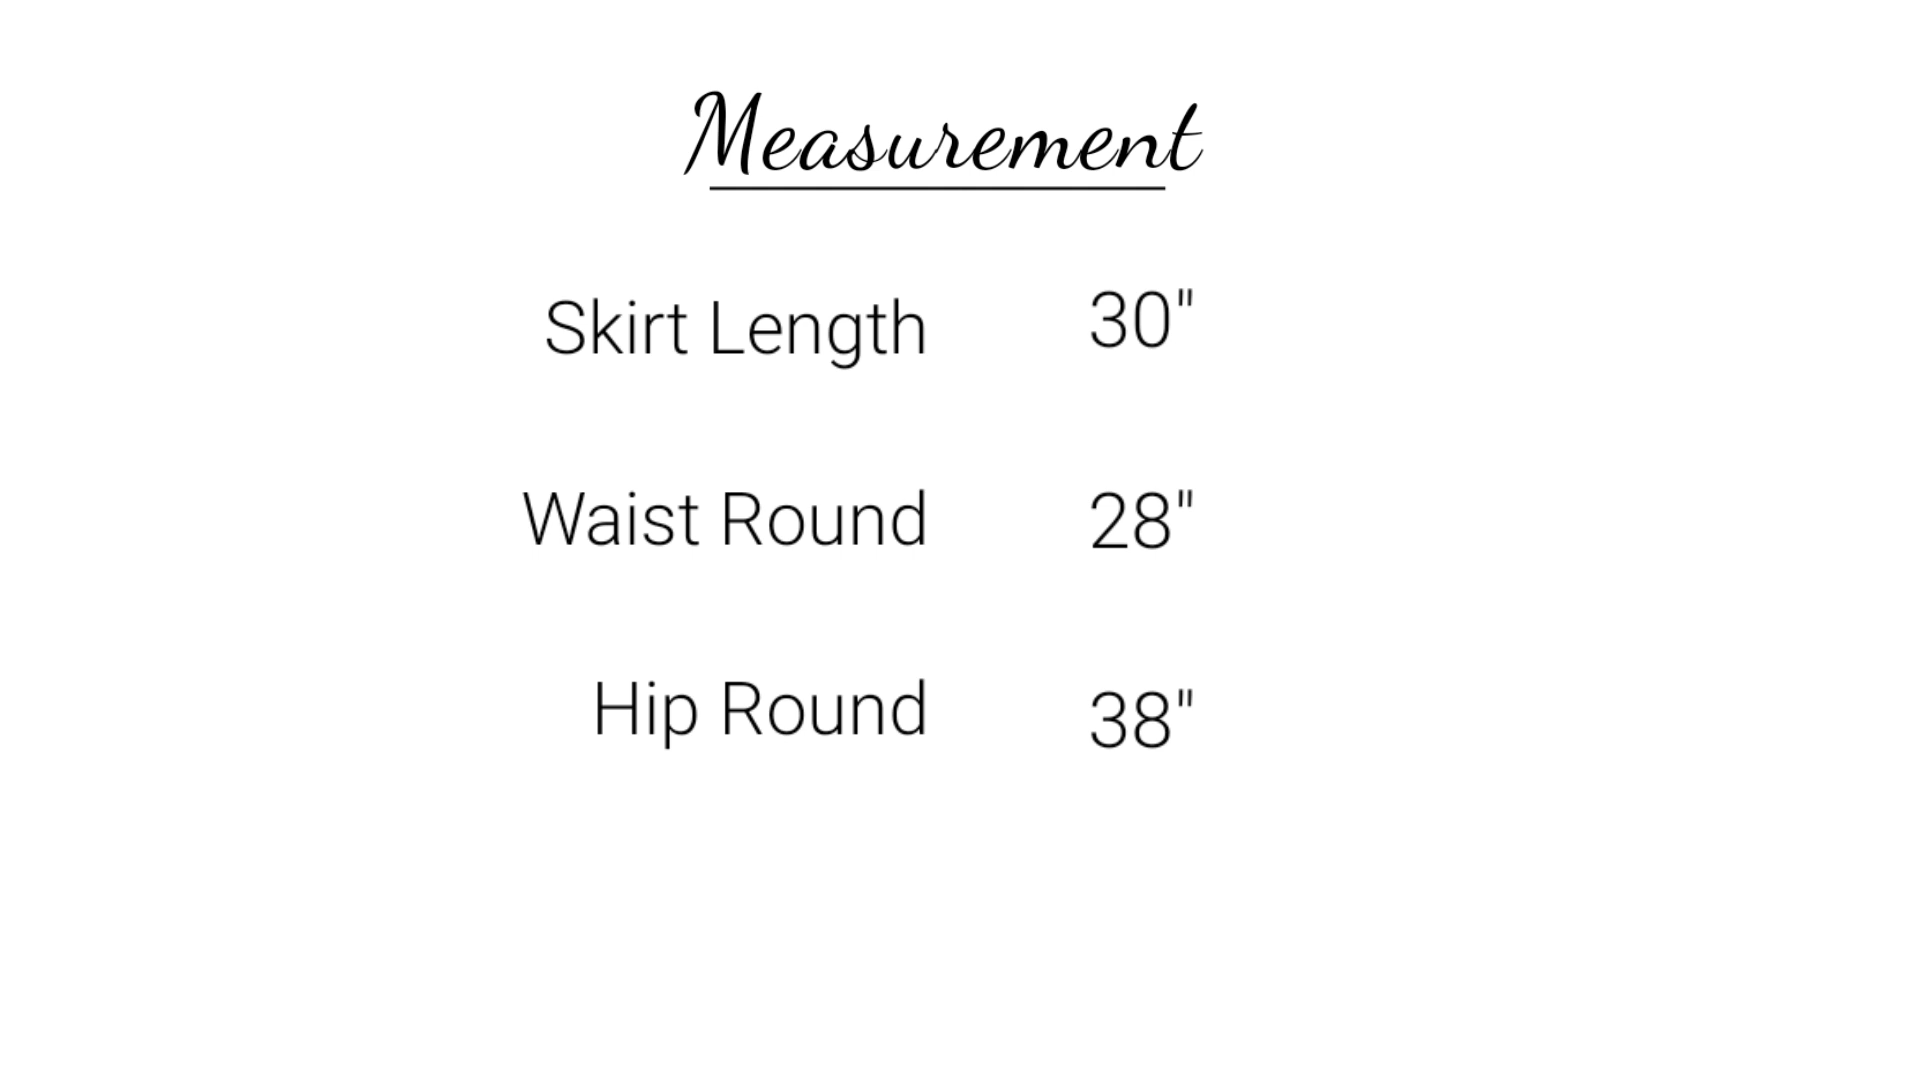 Measurement
Skirt Length 30"
Waist Round 28"
Hip Round 38"